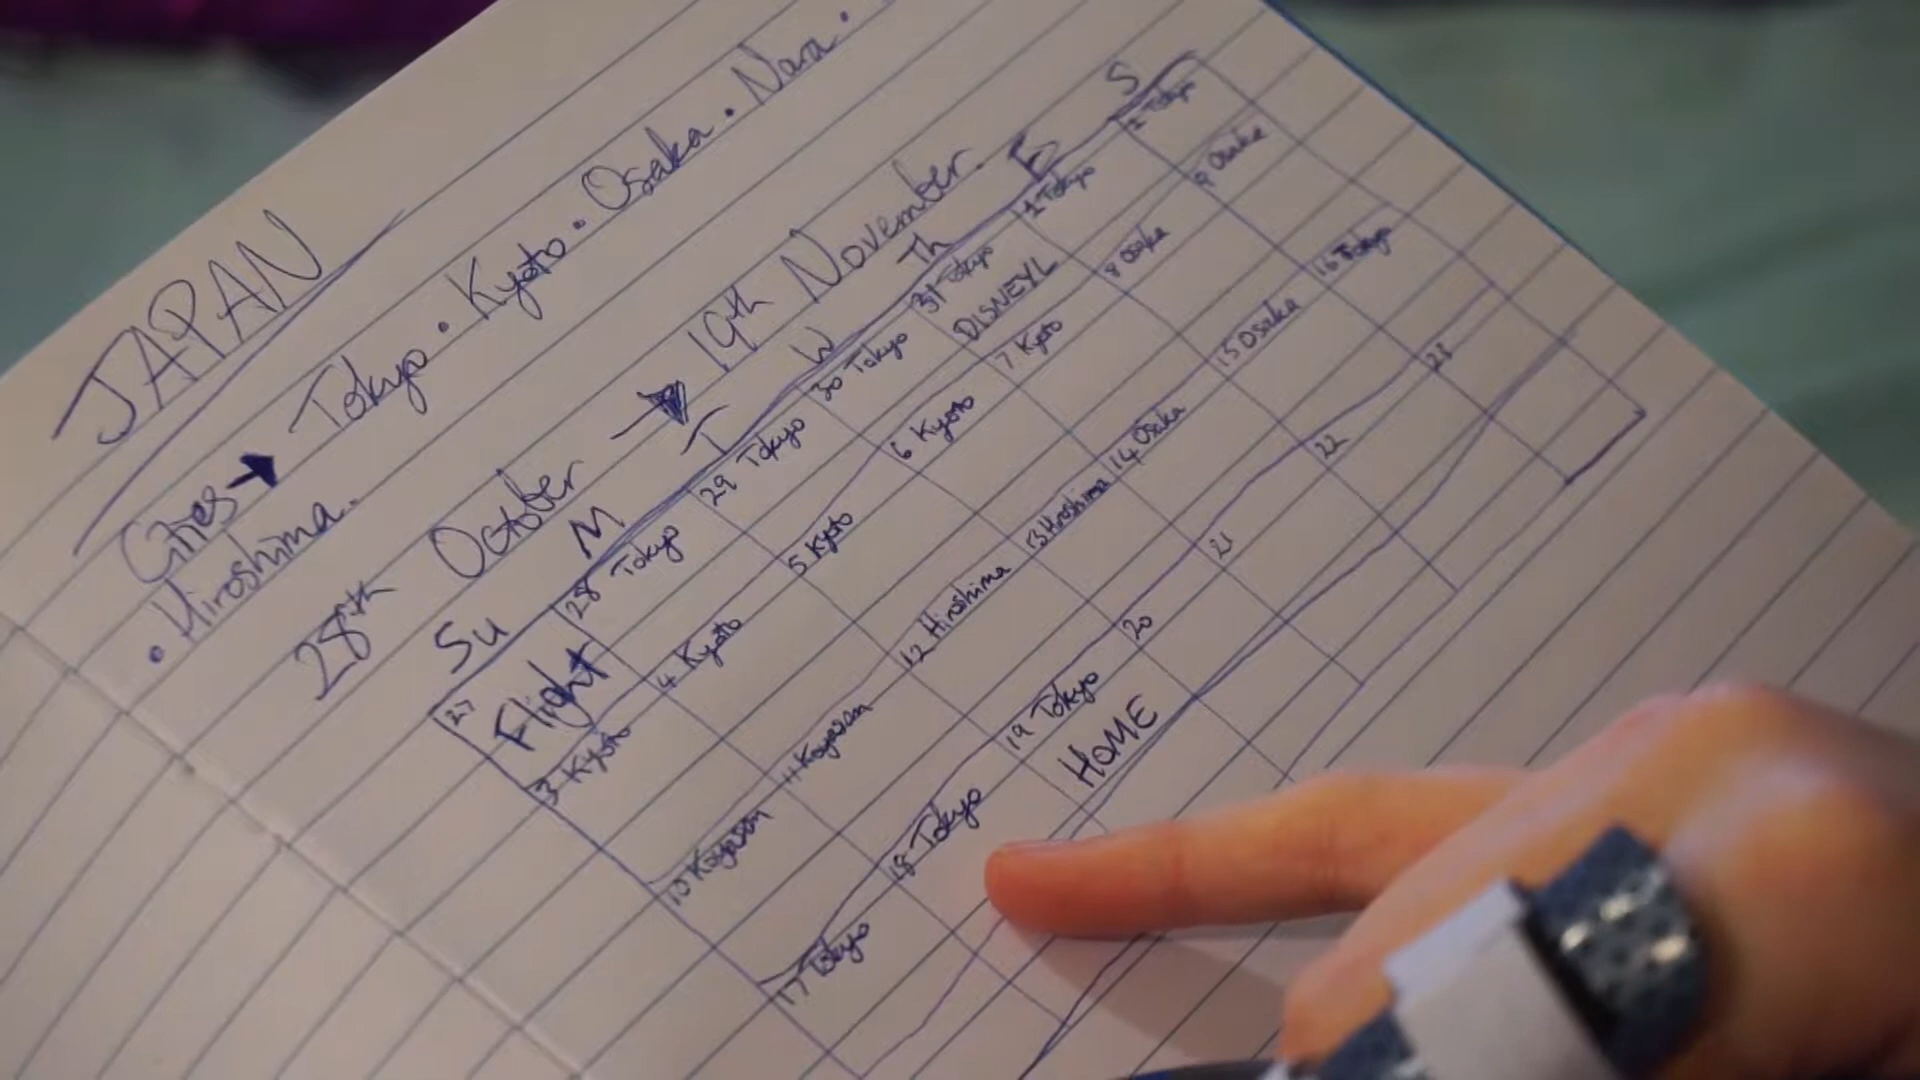 JAPAN
Cities → Tokyo · Kyoto · Osaka · Nara ·
· Hiroshima.
28th October → 19th November.
Su M T W Th F S
27 Flight 28 Tokyo 29 Tokyo 30 Tokyo 31 Tokyo DISNEYL 1 Tokyo 2 Tokyo
3 Kyoto 4 Kyoto 5 Kyoto 6 Kyoto 7 Kyoto 8 Osaka 9 Osaka
10 Koyasan 11 Koyasan 12 Hiroshima 13 Hiroshima 14 Osaka 15 Osaka 16 Tokyo
17 Tokyo 18 Tokyo 19 Tokyo HOME 20 21 22 23